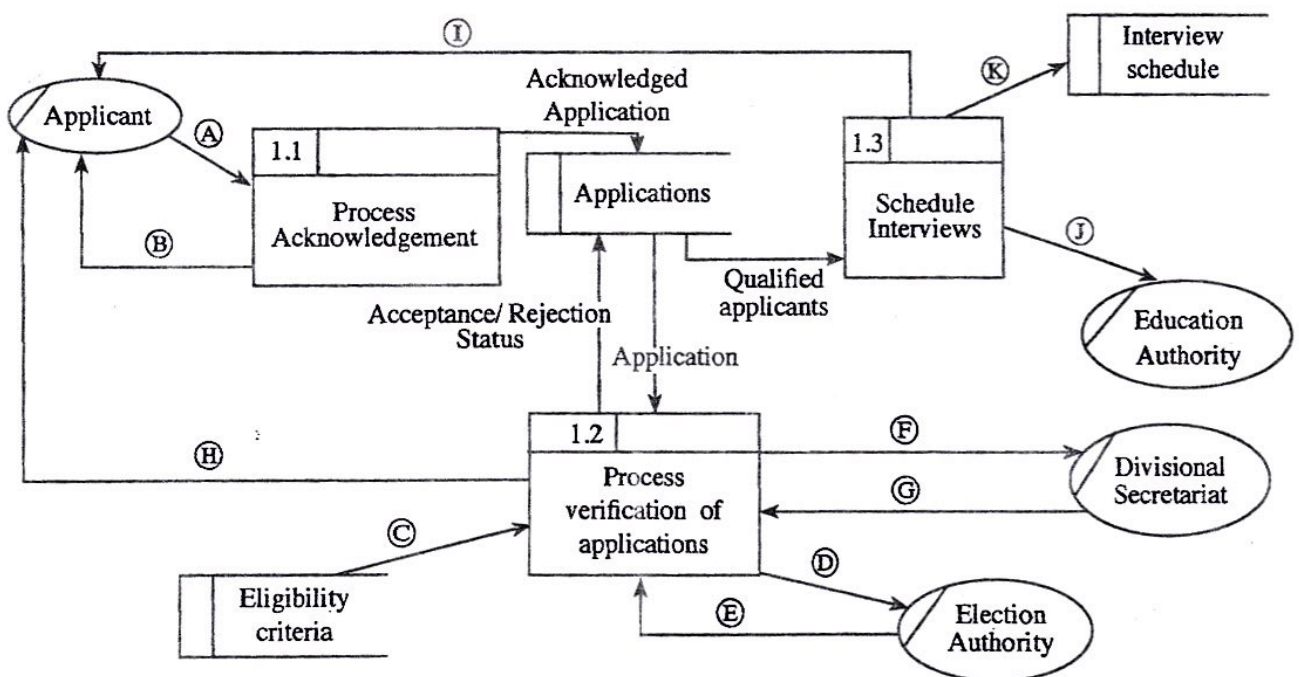 Ⓘ
Interview
schedule
Ⓚ
Acknowledged
Application
Applicant
Ⓐ
1.1
Process
Acknowledgement
Ⓑ
Applications
1.3
Schedule
Interviews
Ⓙ
Qualified
applicants
Education
Authority
Acceptance/ Rejection
Status
Application
Ⓗ
1.2
Process
verification of
applications
Ⓕ
Ⓖ
Divisional
Secretariat
Ⓒ
Eligibility
criteria
Ⓓ
Ⓔ
Election
Authority